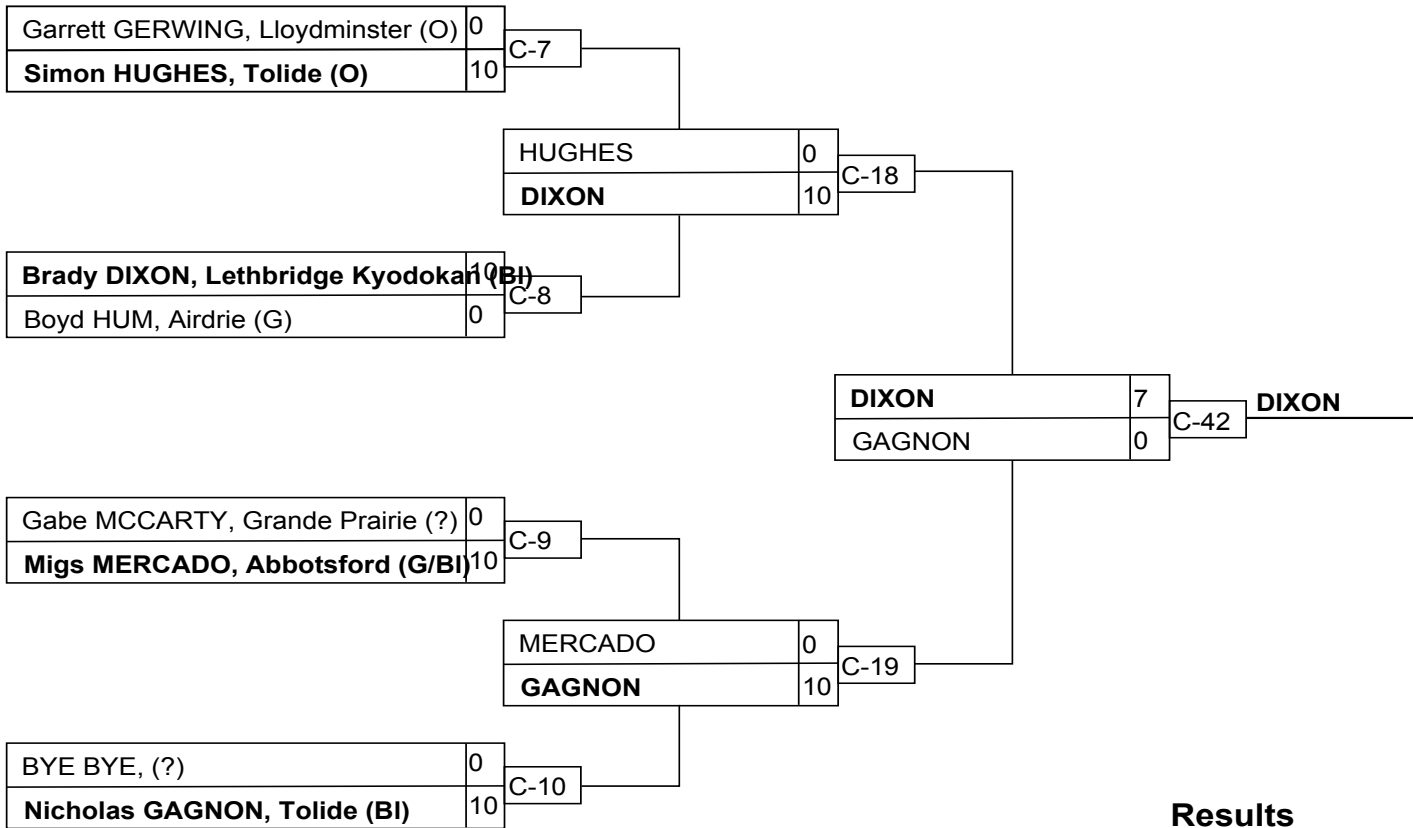 Garrett GERWING, Lloydminster (O) 0
C-7
Simon HUGHES, Tolide (O) 10
HUGHES 0
C-18
DIXON 10
Brady DIXON, Lethbridge Kyodokan (Bl) 10
C-8
Boyd HUM, Airdrie (G) 0
DIXON 7
C-42 DIXON
GAGNON 0
Gabe MCCARTY, Grande Prairie (?) 0
C-9
Migs MERCADO, Abbotsford (G/Bl) 10
MERCADO 0
C-19
GAGNON 10
BYE BYE, (?) 0
C-10
Nicholas GAGNON, Tolide (Bl) 10
Results